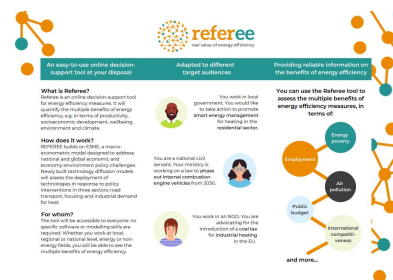 referee
real value of energy efficiency
An easy-to-use online decision-
support tool at your disposal
Adapted to different
target audiences
Providing reliable information on
the benefits of energy efficiency
What is Referee?
Referee is an online decision-support tool
for energy efficiency measures. It will
quantify the multiple benefits of energy
efficiency, e.g. in terms of productivity,
socioeconomic development, wellbeing,
environment and climate.
How does it work?
REFEREE builds on E3ME, a macro-
econometric model designed to address
national and global economic and
economy-environment policy challenges.
Newly built technology diffusion models
will assess the deployment of
technologies in response to policy
interventions in three sectors: road
transport, housing and industrial demand
for heat.
For whom?
The tool will be accessible to everyone: no
specific software or modelling skills are
required. Whether you work at local,
regional or national level, energy or non-
energy fields; you will be able to see the
multiple benefits of energy efficiency.
You work in local
government. You would like
to take action to promote
smart energy management
for heating in the
residential sector.
You are a national civil
servant. Your ministry is
working on a law to phase
out internal combustion
engine vehicles from 2030.
You work in an NGO. You are
advocating for the
introduction of a coal tax
for industrial heating
in the EU.
You can use the Referee tool to
assess the multiple benefits of
energy efficiency measures, in
terms of:
Energy
poverty
Employment
Air
pollution
Public
budget
International
competiti-
veness
and more...